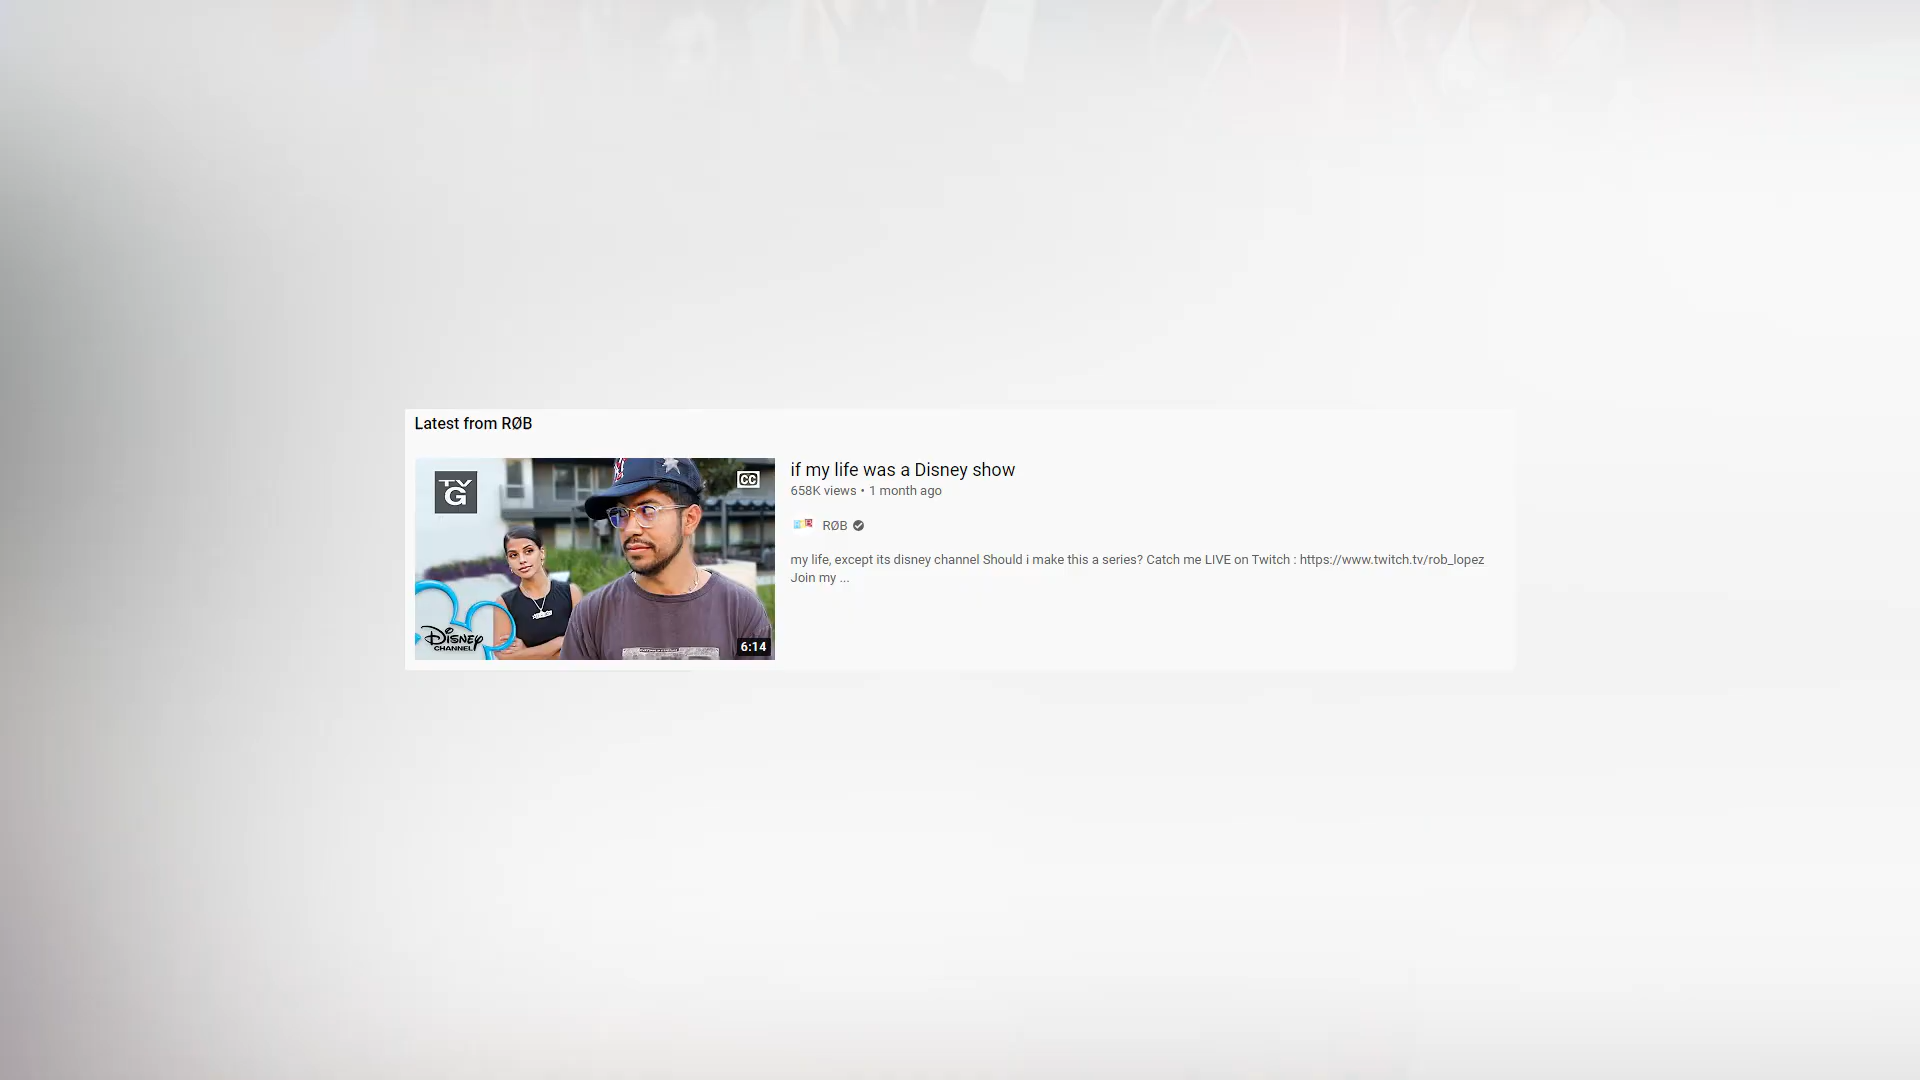 Latest from RØB
TV
G
CC
DISNEY
CHANNEL
6:14
if my life was a Disney show
658K views • 1 month ago
RØB
my life, except its disney channel Should i make this a series? Catch me LIVE on Twitch : https://www.twitch.tv/rob_lopez
Join my ...